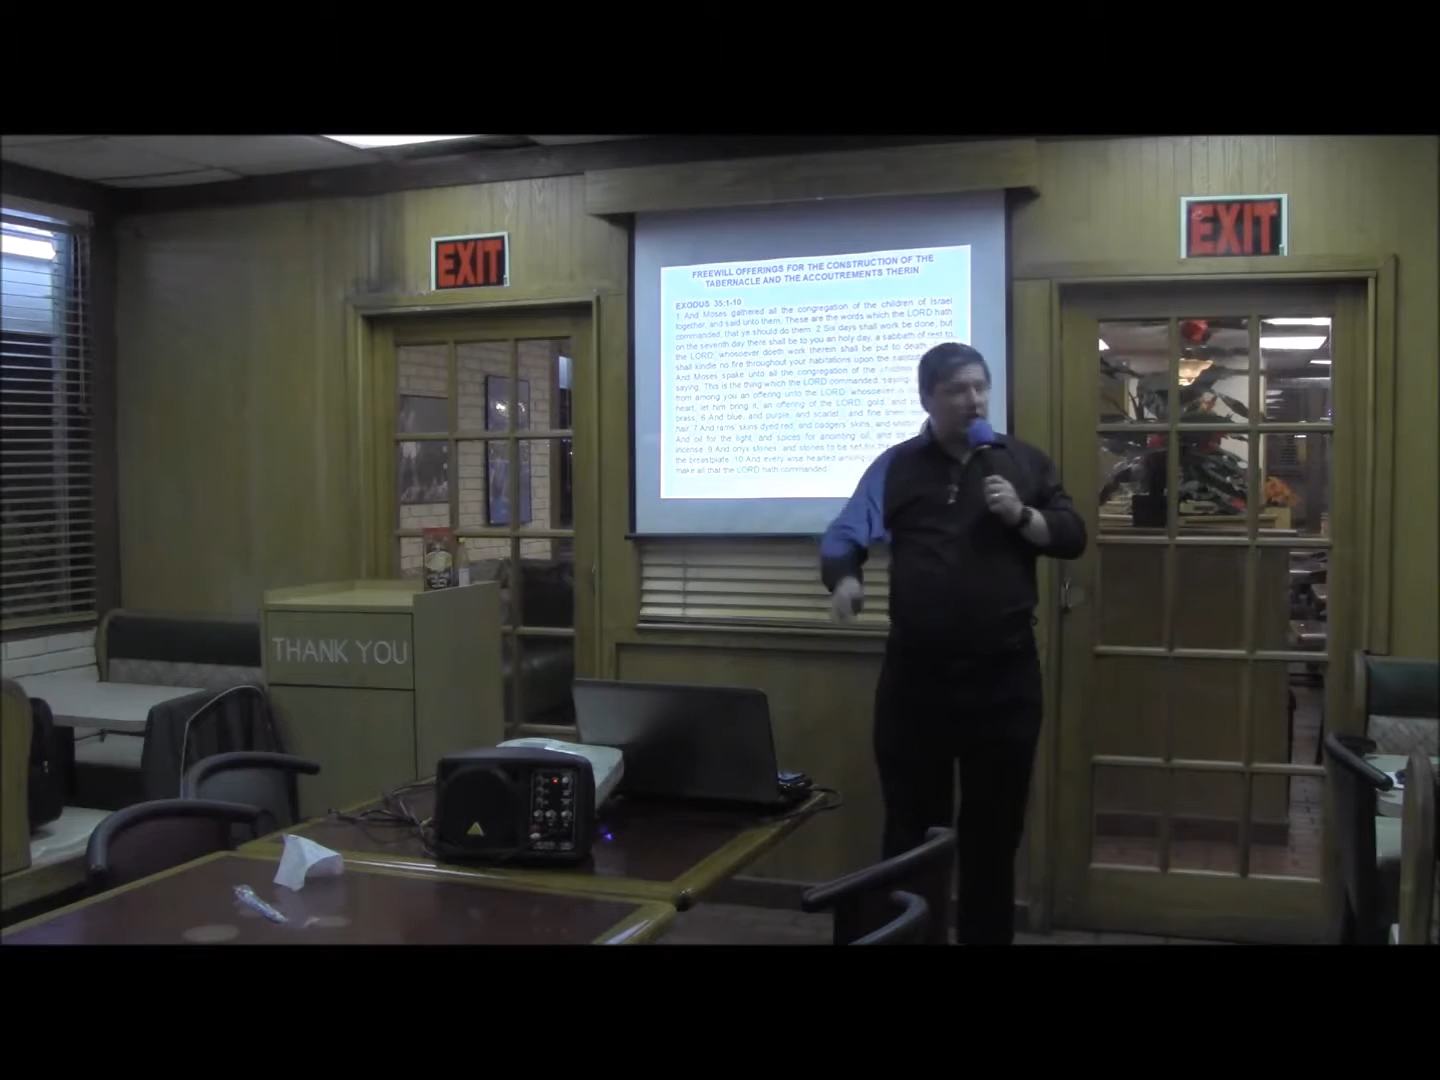 EXIT
EXIT
FREEWILL OFFERINGS FOR THE CONSTRUCTION OF THE
TABERNACLE AND THE ACCOUTREMENTS THERIN
EXODUS 35:1-10
1 And Moses gathered all the congregation of the children of Israel
together, and said unto them, These are the words which the LORD hath
commanded, that ye should do them. 2 Six days shall work be done, but
on the seventh day there shall be to you an holy day, a sabbath of rest to
the LORD: whosoever doeth work therein shall be put to death.
shall kindle no fire throughout your habitations upon the sabbath
And Moses spake unto all the congregation of the children
saying, This is the thing which the LORD commanded, saying,
from among you an offering unto the LORD: whosoever is
heart, let him bring it, an offering of the LORD; gold, and
brass, 6 And blue, and purple, and scarlet, and fine linen,
hair, 7 And rams' skins dyed red, and badgers' skins, and shittim
And oil for the light, and spices for anointing oil, and
incense, 9 And onyx stones, and stones to be set for the
the breastplate. 10 And every wise hearted among
make all that the LORD hath commanded
THANK YOU